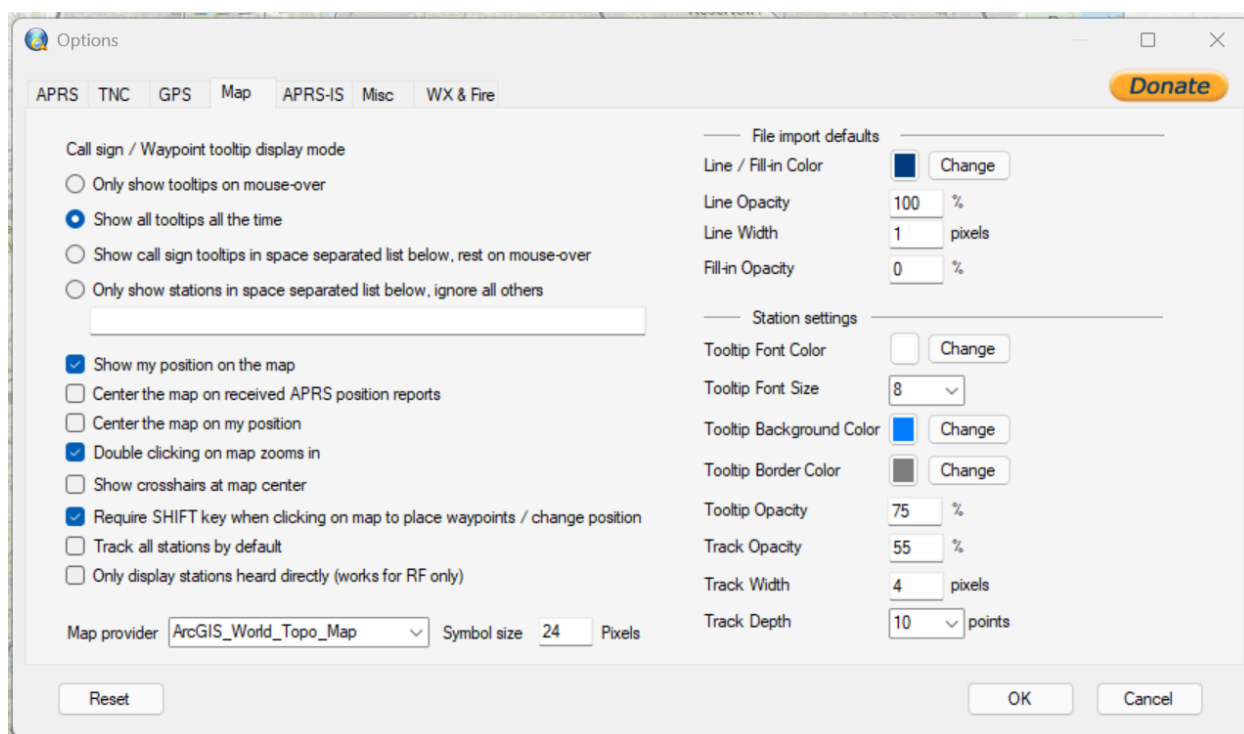 Options
APRS TNC GPS Map APRS-IS Misc WX & Fire
Donate
Call sign / Waypoint tooltip display mode
Only show tooltips on mouse-over
Show all tooltips all the time
Show call sign tooltips in space separated list below, rest on mouse-over
Only show stations in space separated list below, ignore all others
Show my position on the map
Center the map on received APRS position reports
Center the map on my position
Double clicking on map zooms in
Show crosshairs at map center
Require SHIFT key when clicking on map to place waypoints / change position
Track all stations by default
Only display stations heard directly (works for RF only)
Map provider ArcGIS_World_Topo_Map Symbol size 24 Pixels
File import defaults
Line / Fill-in Color Change
Line Opacity 100 %
Line Width 1 pixels
Fill-in Opacity 0 %
Station settings
Tooltip Font Color Change
Tooltip Font Size 8
Tooltip Background Color Change
Tooltip Border Color Change
Tooltip Opacity 75 %
Track Opacity 55 %
Track Width 4 pixels
Track Depth 10 points
Reset OK Cancel